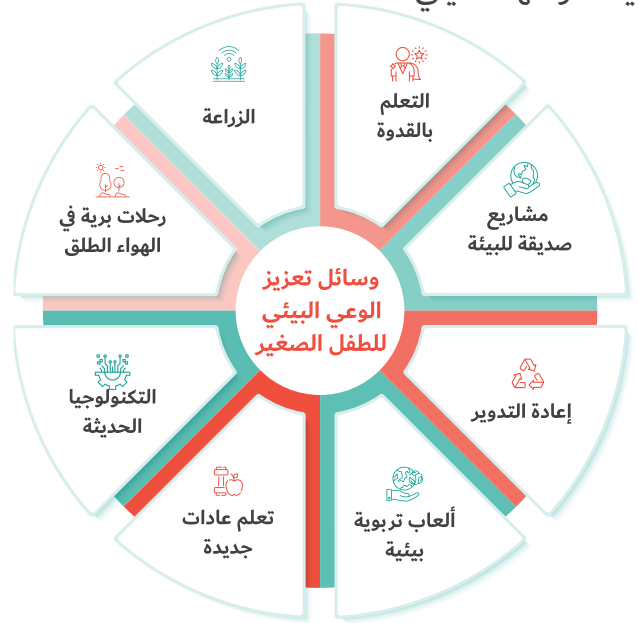 وسائل تعزيز
الوعي البيئي
للطفل الصغير
التعلم
بالقدوة
مشاريع
صديقة للبيئة
إعادة التدوير
ألعاب تربوية
بيئية
تعلم عادات
جديدة
التكنولوجيا
الحديثة
رحلات برية في
الهواء الطلق
الزراعة